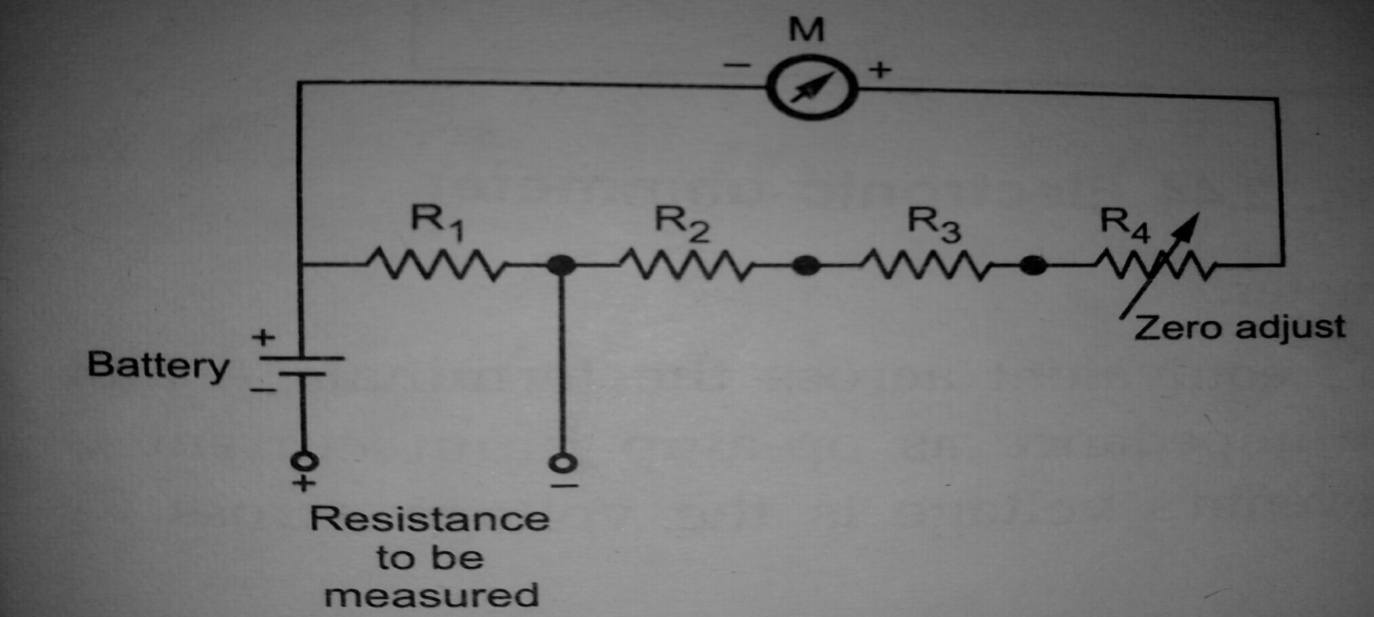 M
− +
R₁ R₂ R₃ R₄
Zero adjust
+
Battery
−
+ −
Resistance
to be
measured